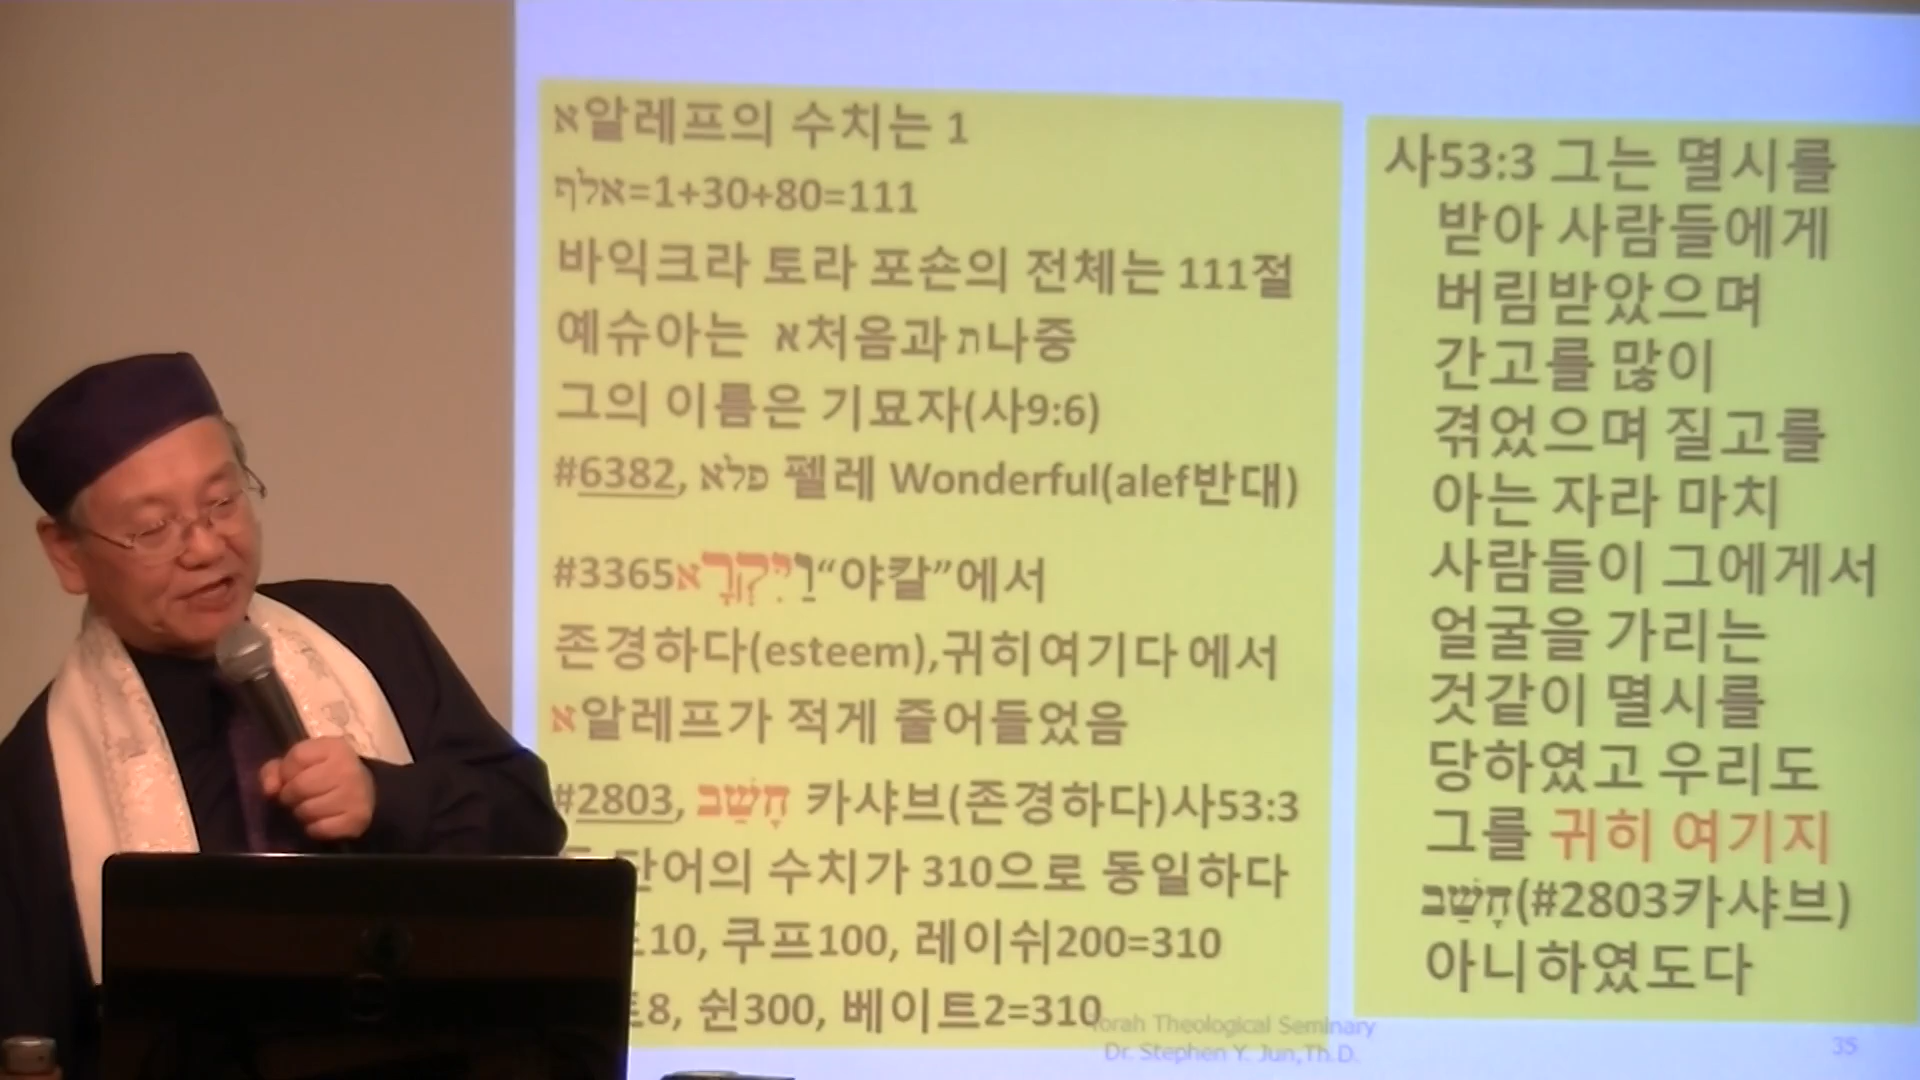 א알레프의 수치는 1
אלף=1+30+80=111
바익크라 토라 포숀의 전체는 111절
예슈아는 א처음과 ת나중
그의 이름은 기묘자(사9:6)
#6382, פלא 펠레 Wonderful(alef반대)
#3365וַיִּקְרָא“야칼”에서
존경하다(esteem),귀히여기다 에서
א알레프가 적게 줄어들었음
#2803, חָשַׁב 카샤브(존경하다)사53:3
단어의 수치가 310으로 동일하다
10, 쿠프100, 레이쉬200=310
트8, 쉰300, 베이트2=310
사53:3 그는 멸시를
받아 사람들에게
버림받았으며
간고를 많이
겪었으며 질고를
아는 자라 마치
사람들이 그에게서
얼굴을 가리는
것같이 멸시를
당하였고 우리도
그를 귀히 여기지
חָשַׁב(#2803카샤브)
아니하였도다
Torah Theological Seminary
Dr. Stephen Y. Jun,Th.D.
35